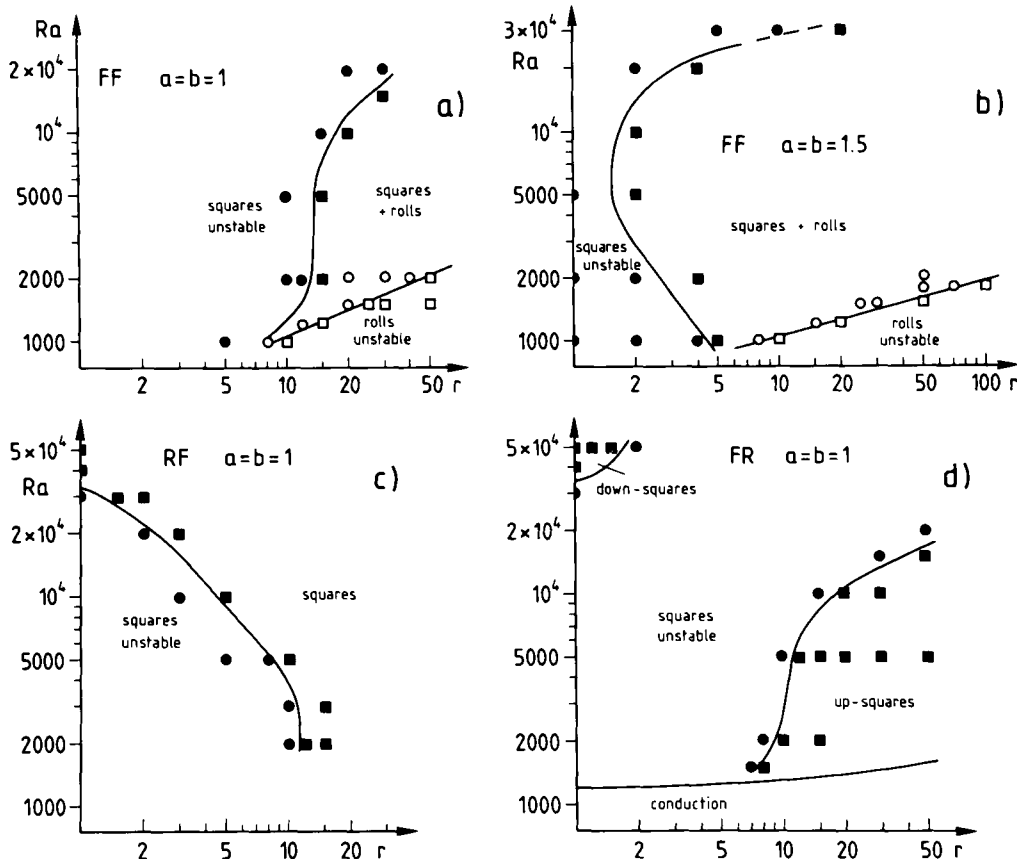 Ra
FF a=b=1
a)
2×10⁴
10⁴
5000
2000
1000
squares
unstable
squares
+ rolls
rolls
unstable
2 5 10 20 50 r
3×10⁴
Ra
b)
10⁴
FF a=b=1.5
5000
squares + rolls
squares
unstable
2000
rolls
unstable
1000
2 5 10 20 50 100 r
5×10⁴
Ra
RF a=b=1
c)
2×10⁴
10⁴
squares
squares
unstable
5000
2000
1000
2 5 10 20 r
5×10⁴
FR a=b=1
d)
down-squares
2×10⁴
10⁴
squares
unstable
5000
up-squares
2000
conduction
1000
2 5 10 20 50 r